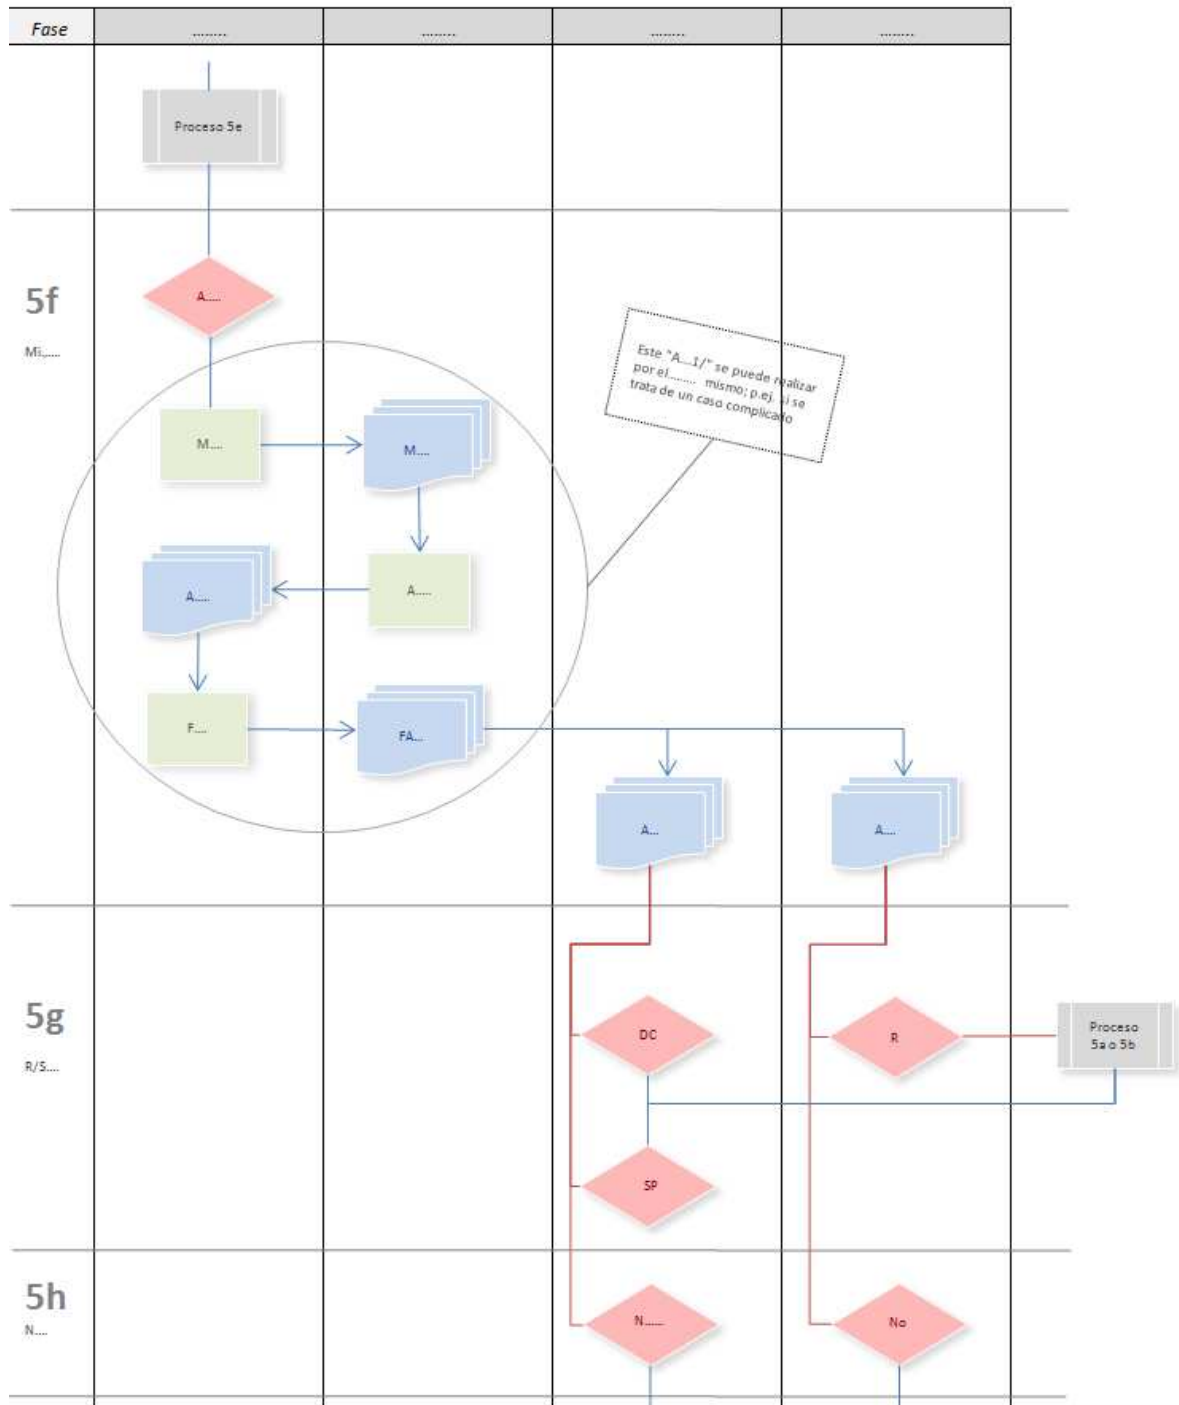 Fase ........ ........ ........ ........
Proceso 5e
5f
Mi,....
A.....
Este "A...1/" se puede realizar
por el........ mismo; p.ej. si se
trata de un caso complicado
M....
M....
A.....
A.....
F....
FA...
A...
A....
5g
R/S....
DC
R
Proceso
5a o 5b
SP
5h
N....
N......
No